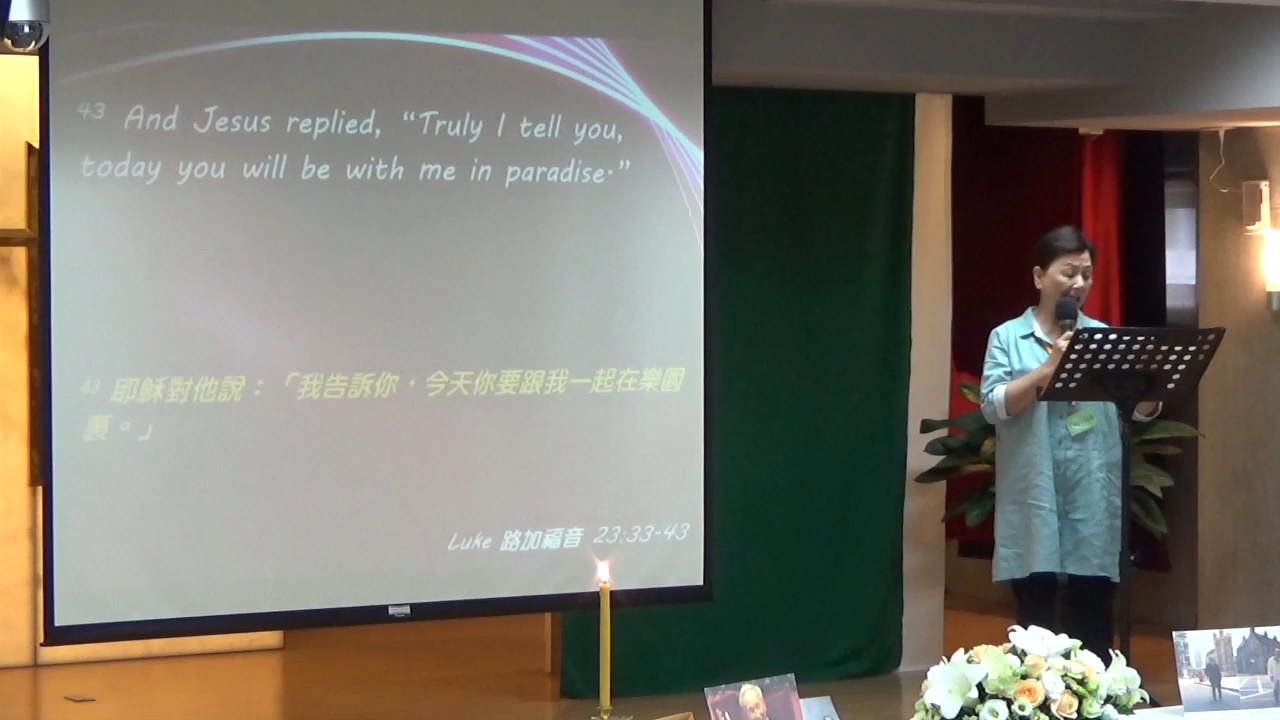 43 And Jesus replied, “Truly I tell you,
today you will be with me in paradise.”
43 耶穌對他說：「我告訴你，今天你要跟我一起在樂園
裏。」
Luke 路加福音 23:33-43